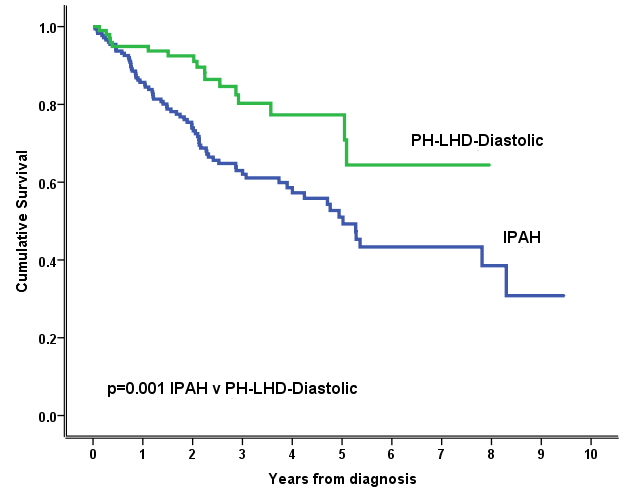 1.0
0.8
0.6
0.4
0.2
0.0
Cumulative Survival
PH-LHD-Diastolic
IPAH
p=0.001 IPAH v PH-LHD-Diastolic
0 1 2 3 4 5 6 7 8 9 10
Years from diagnosis